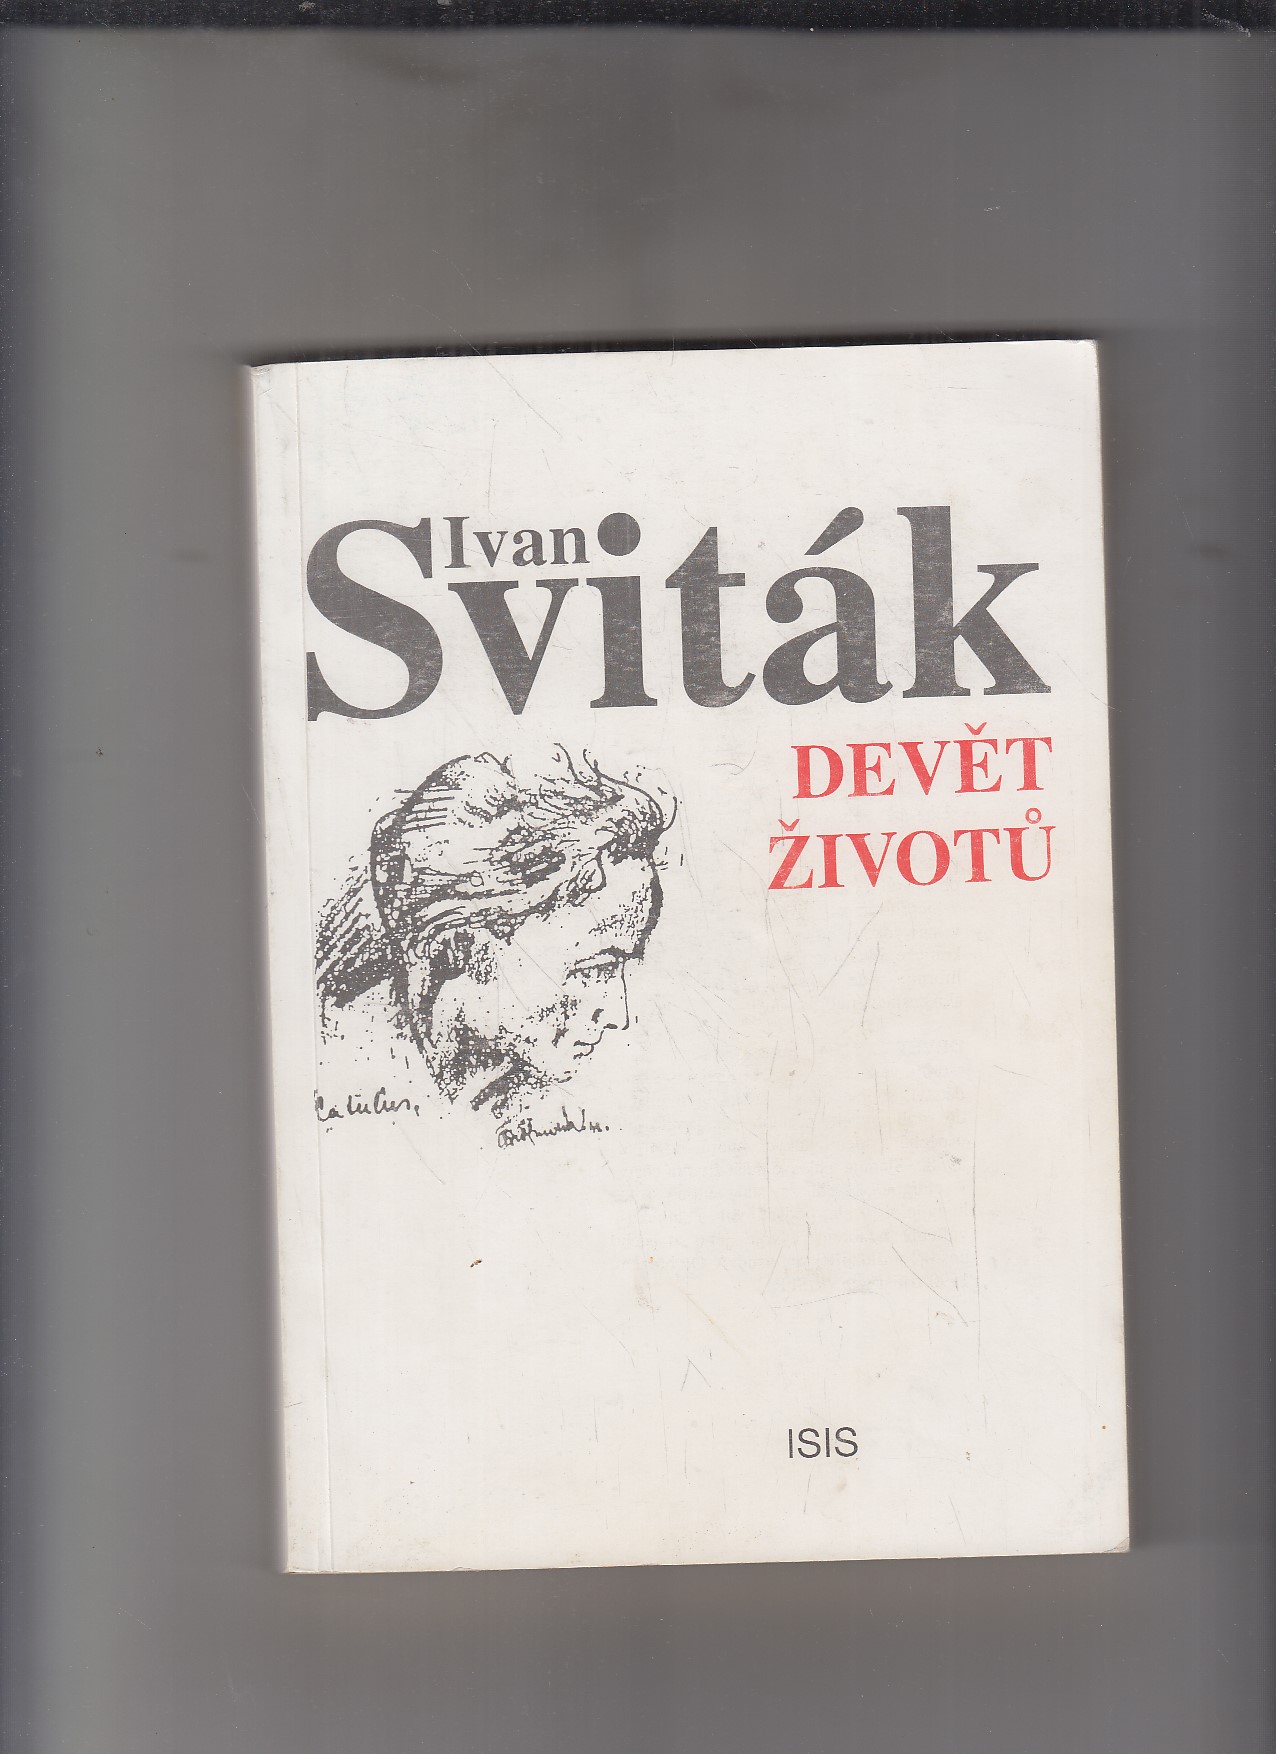 Ivan
Sviták
DEVĚT
ŽIVOTŮ
ISIS